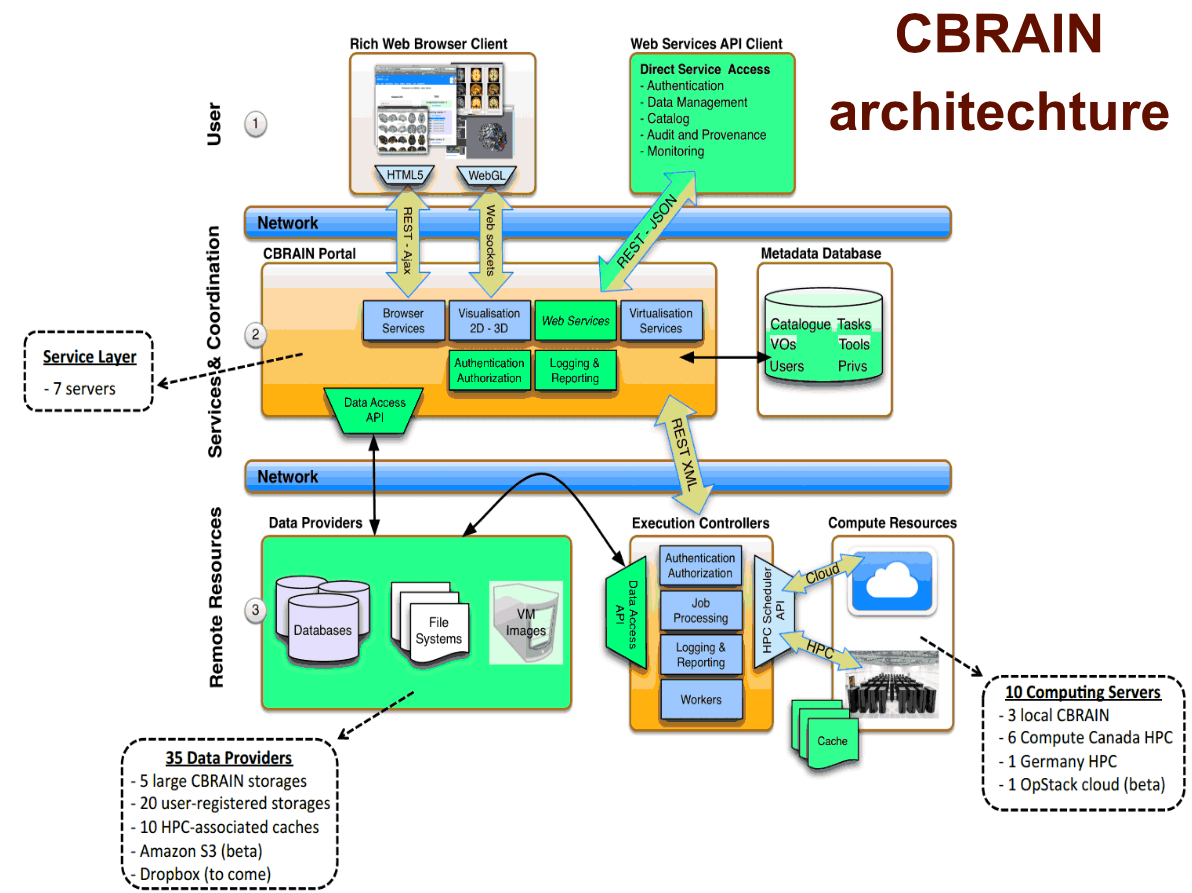 CBRAIN
architechture
Rich Web Browser Client
HTML5
WebGL
Web Services API Client
Direct Service Access
- Authentication
- Data Management
- Catalog
- Audit and Provenance
- Monitoring
User
1
Network
REST - Ajax
Web sockets
REST - JSON
Services & Coordination
2
CBRAIN Portal
Browser
Services
Visualisation
2D - 3D
Web Services
Virtualisation
Services
Authentication
Authorization
Logging &
Reporting
Data Access
API
Metadata Database
Catalogue Tasks
VOs Tools
Users Privs
Service Layer
- 7 servers
REST XML
Network
Remote Resources
3
Data Providers
Databases
File
Systems
VM
Images
Execution Controllers
Data Access
API
Authentication
Authorization
Job
Processing
Logging &
Reporting
Workers
HPC Scheduler
API
Compute Resources
Cloud
HPC
Cache
35 Data Providers
- 5 large CBRAIN storages
- 20 user-registered storages
- 10 HPC-associated caches
- Amazon S3 (beta)
- Dropbox (to come)
10 Computing Servers
- 3 local CBRAIN
- 6 Compute Canada HPC
- 1 Germany HPC
- 1 OpStack cloud (beta)